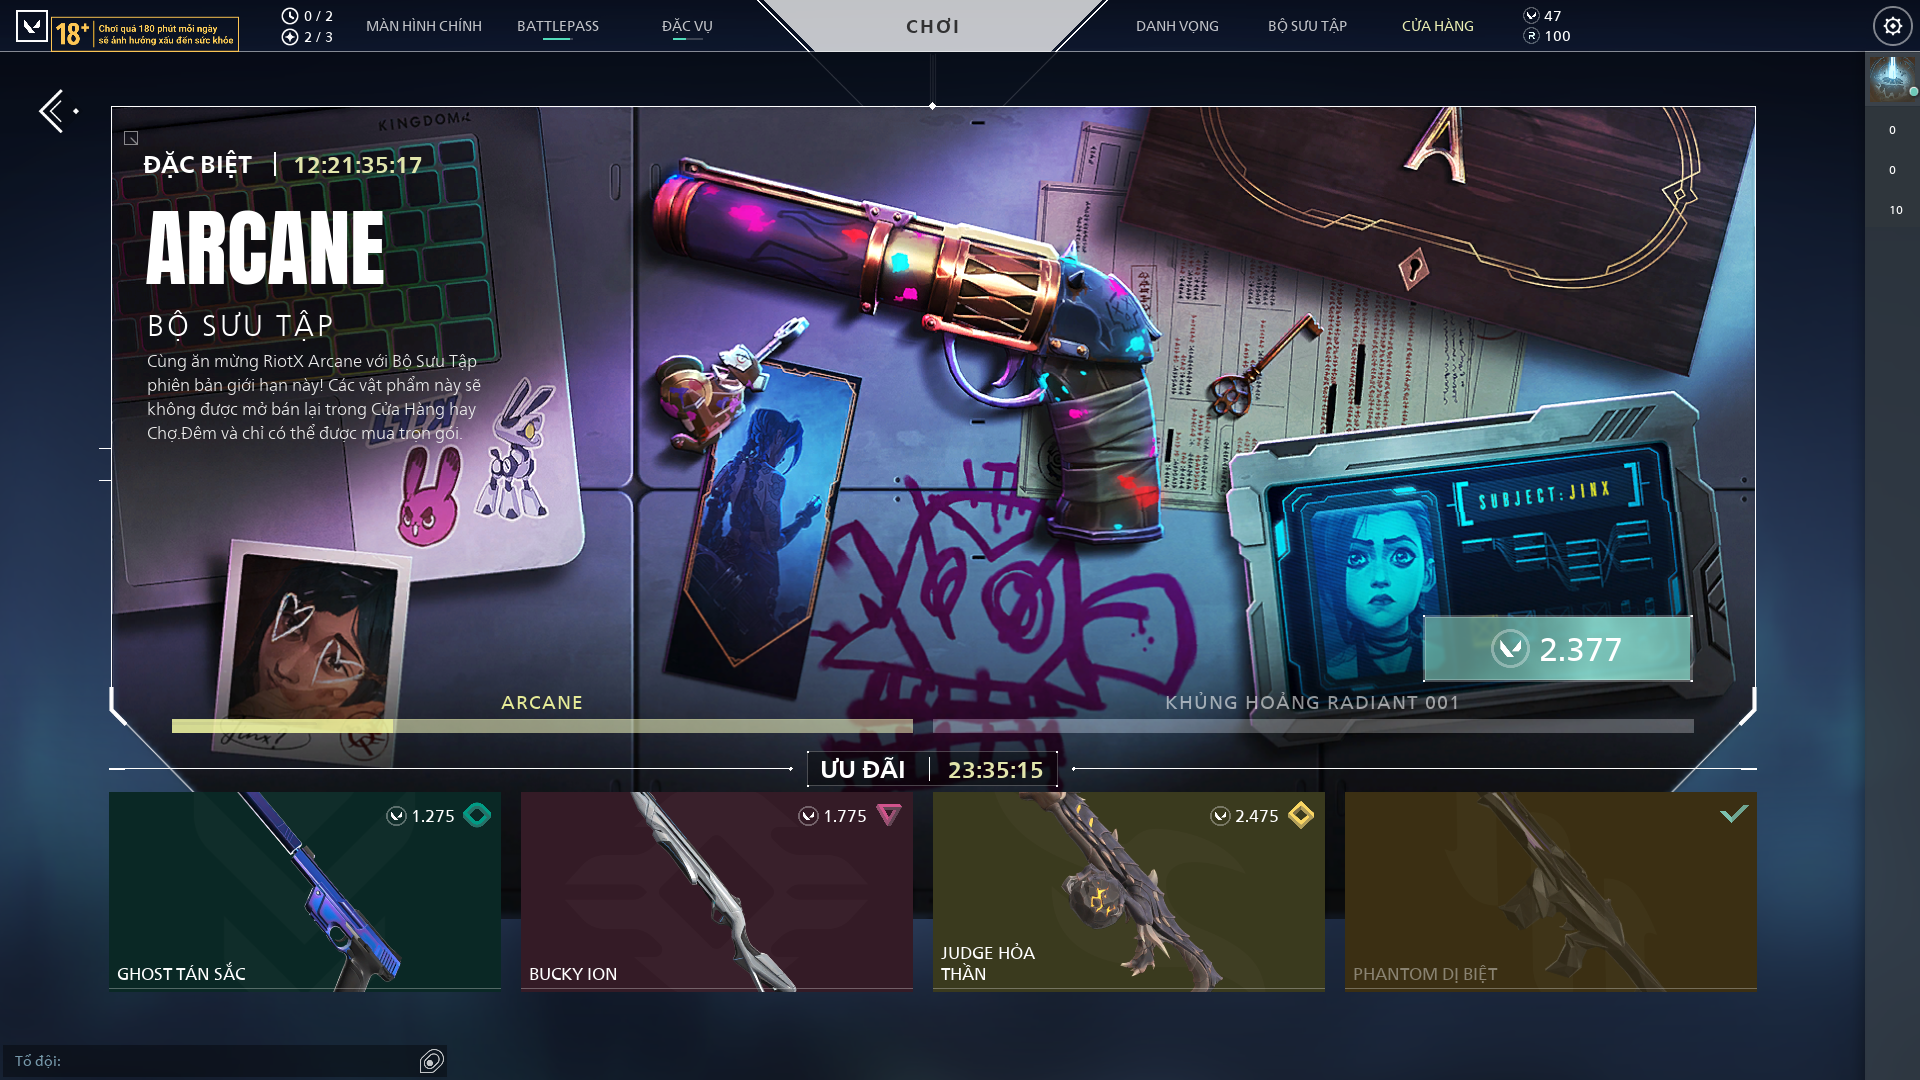 18+
Chơi quá 180 phút mỗi ngày
sẽ ảnh hưởng xấu đến sức khỏe
0 / 2
2 / 3
MÀN HÌNH CHÍNH
BATTLEPASS
ĐẶC VỤ
CHƠI
DANH VỌNG
BỘ SƯU TẬP
CỬA HÀNG
47
100
0
0
10
KINGDOM
ĐẶC BIỆT
12:21:35:17
ARCANE
BỘ SƯU TẬP
Cùng ăn mừng RiotX Arcane với Bộ Sưu Tập
phiên bản giới hạn này! Các vật phẩm này sẽ
không được mở bán lại trong Cửa Hàng hay
Chợ.Đêm và chỉ có thể được mua trọn gói.
SUBJECT: JINX
2.377
Jinx?
ARCANE
KHỦNG HOẢNG RADIANT 001
ƯU ĐÃI
23:35:15
1.275
GHOST TÁN SẮC
1.775
BUCKY ION
2.475
JUDGE HỎA
THẦN
PHANTOM DỊ BIỆT
Tổ đội: